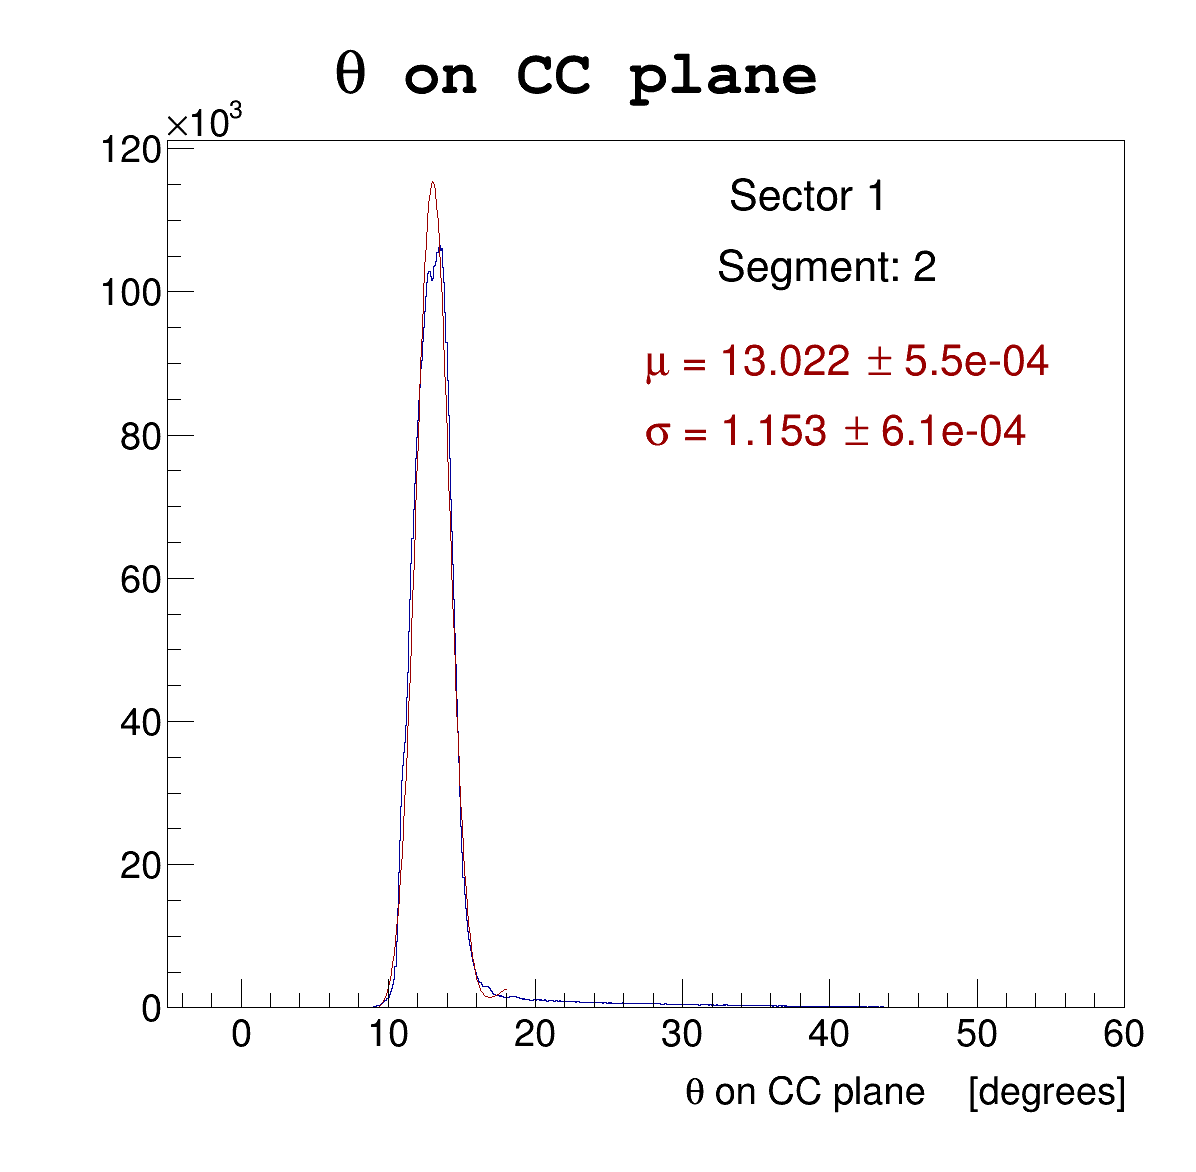 θ on CC plane
×10³
120
100
80
60
40
20
0
Sector 1
Segment: 2
μ = 13.022 ± 5.5e-04
σ = 1.153 ± 6.1e-04
0 10 20 30 40 50 60
θ on CC plane [degrees]